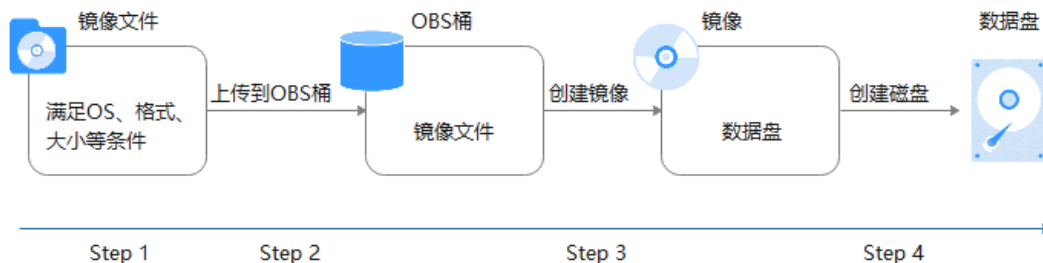 镜像文件
OBS桶
镜像
数据盘
满足OS、格式、
大小等条件
上传到OBS桶
镜像文件
创建镜像
数据盘
创建磁盘
Step 1
Step 2
Step 3
Step 4